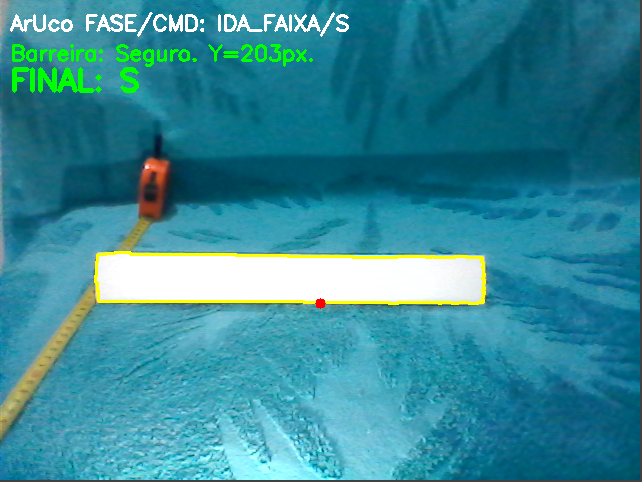 ArUco FASE/CMD: IDA_FAIXA/S
Barreira: Seguro. Y=203px.
FINAL: S